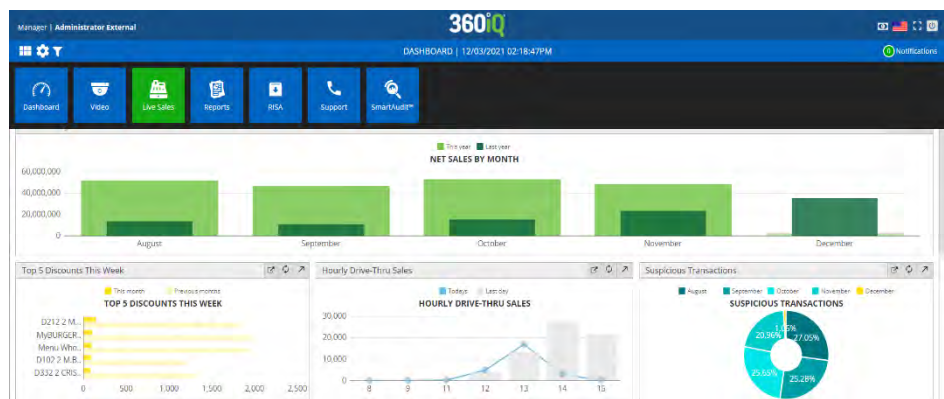 Manager | Administrator External
360iQ
DASHBOARD | 12/03/2021 02:18:47PM
0 Notifications
Dashboard
Video
Live Sales
Reports
RISA
Support
SmartAudit™
This year Last year
NET SALES BY MONTH
60,000,000
40,000,000
20,000,000
0
August September October November December
Top 5 Discounts This Week
This month Previous months
TOP 5 DISCOUNTS THIS WEEK
D212 2 M...
MyBURGER...
Menu Who...
D102 2 M.B...
D332 2 CRIS...
0 500 1,000 1,500 2,000 2,500
Hourly Drive-Thru Sales
Todays Last day
HOURLY DRIVE-THRU SALES
30,000
20,000
10,000
0
8 9 11 12 13 14 15
Suspicious Transactions
August September October November December
SUSPICIOUS TRANSACTIONS
1.05%
20.96%
27.05%
25.65%
25.28%